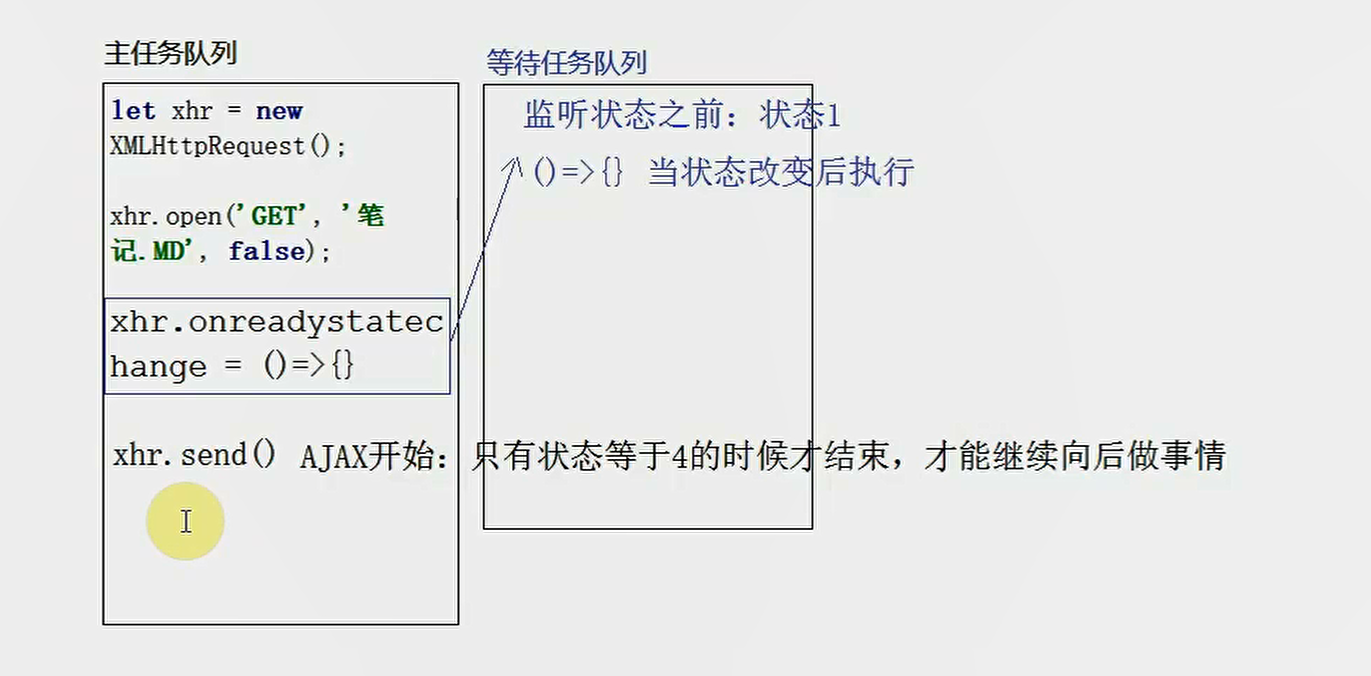 主任务队列
等待任务队列
let xhr = new
XMLHttpRequest();
xhr.open('GET', '笔
记.MD', false);
xhr.onreadystatec
hange = ()=>{}
监听状态之前：状态1
()=>{} 当状态改变后执行
xhr.send() AJAX开始：只有状态等于4的时候才结束，才能继续向后做事情